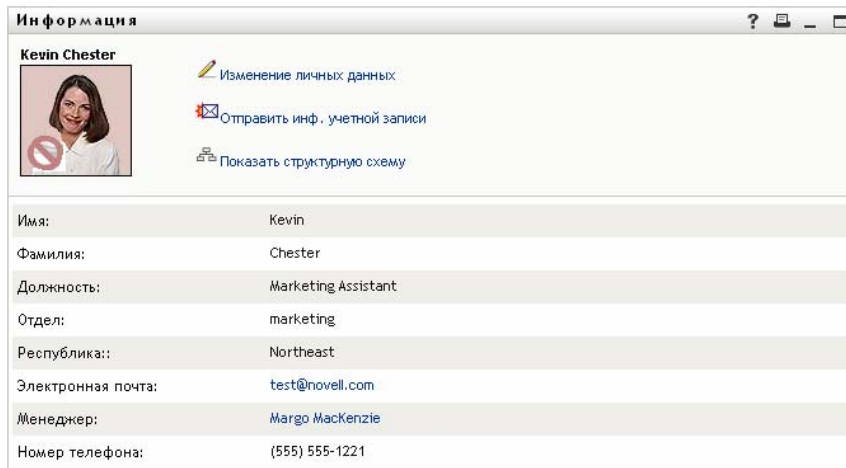 Информация
Kevin Chester
Изменение личных данных
Отправить инф. учетной записи
Показать структурную схему
Имя: Kevin
Фамилия: Chester
Должность: Marketing Assistant
Отдел: marketing
Республика:: Northeast
Электронная почта: test@novell.com
Менеджер: Margo MacKenzie
Номер телефона: (555) 555-1221